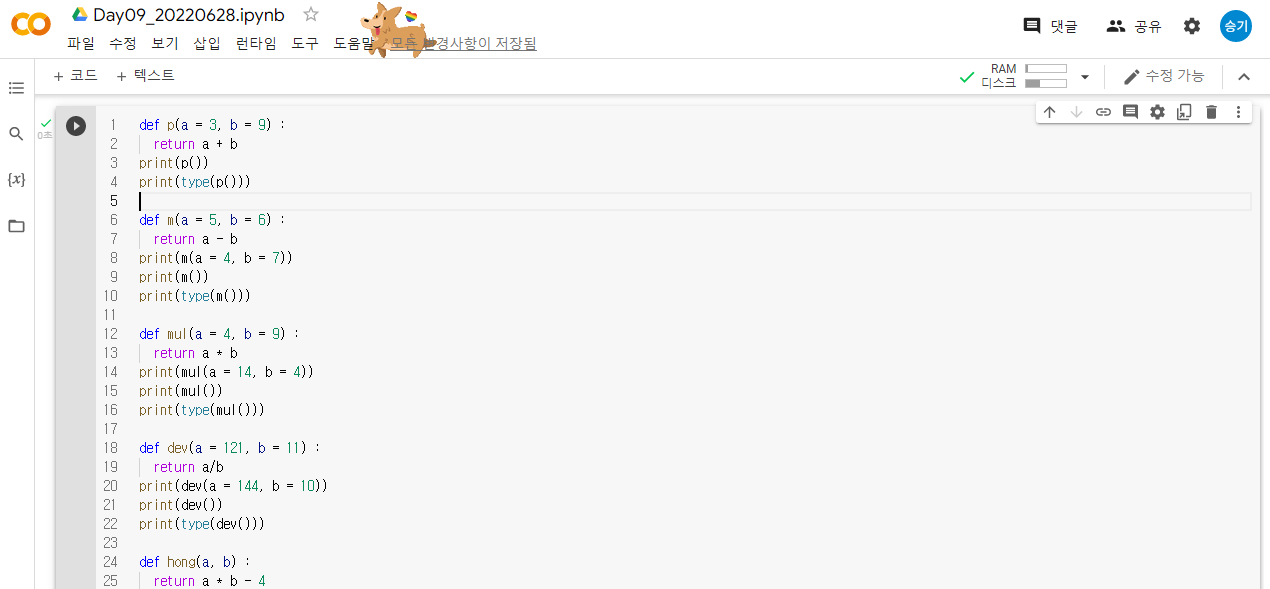 Day09_20220628.ipynb
파일 수정 보기 삽입 런타임 도구 도움말 모든 변경사항이 저장됨
댓글 공유 승기
+ 코드 + 텍스트
RAM
디스크
수정 가능
{x}
0초
1 def p(a = 3, b = 9) :
2   return a + b
3 print(p())
4 print(type(p()))
5
6 def m(a = 5, b = 6) :
7   return a - b
8 print(m(a = 4, b = 7))
9 print(m())
10 print(type(m()))
11
12 def mul(a = 4, b = 9) :
13   return a * b
14 print(mul(a = 14, b = 4))
15 print(mul())
16 print(type(mul()))
17
18 def dev(a = 121, b = 11) :
19   return a/b
20 print(dev(a = 144, b = 10))
21 print(dev())
22 print(type(dev()))
23
24 def hong(a, b) :
25   return a * b - 4